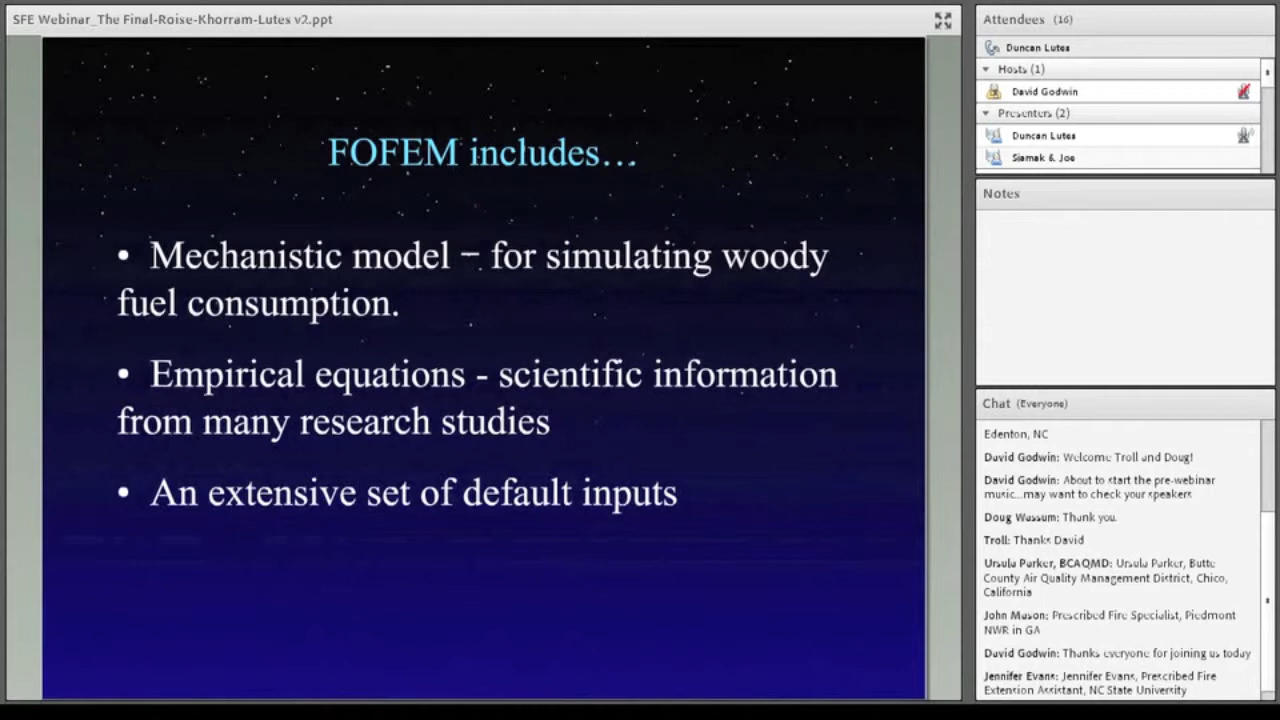 SFE Webinar_The Final-Roise-Khorram-Lutes v2.ppt
FOFEM includes…
• Mechanistic model – for simulating woody
fuel consumption.
• Empirical equations - scientific information
from many research studies
• An extensive set of default inputs
Attendees (16)
Duncan Lutes
Hosts (1)
David Godwin
Presenters (2)
Duncan Lutes
Siamak & Joe
Notes
Chat (Everyone)
Edenton, NC
David Godwin: Welcome Troll and Doug!
David Godwin: About to start the pre-webinar
music...may want to check your speakers
Doug Wassum: Thank you.
Troll: Thanks David
Ursula Parker, BCAQMD: Ursula Parker, Butte
County Air Quality Management District, Chico,
California
John Mason: Prescribed Fire Specialist, Piedmont
NWR in GA
David Godwin: Thanks everyone for joining us today
Jennifer Evans: Jennifer Evans, Prescribed Fire
Extension Assistant, NC State University